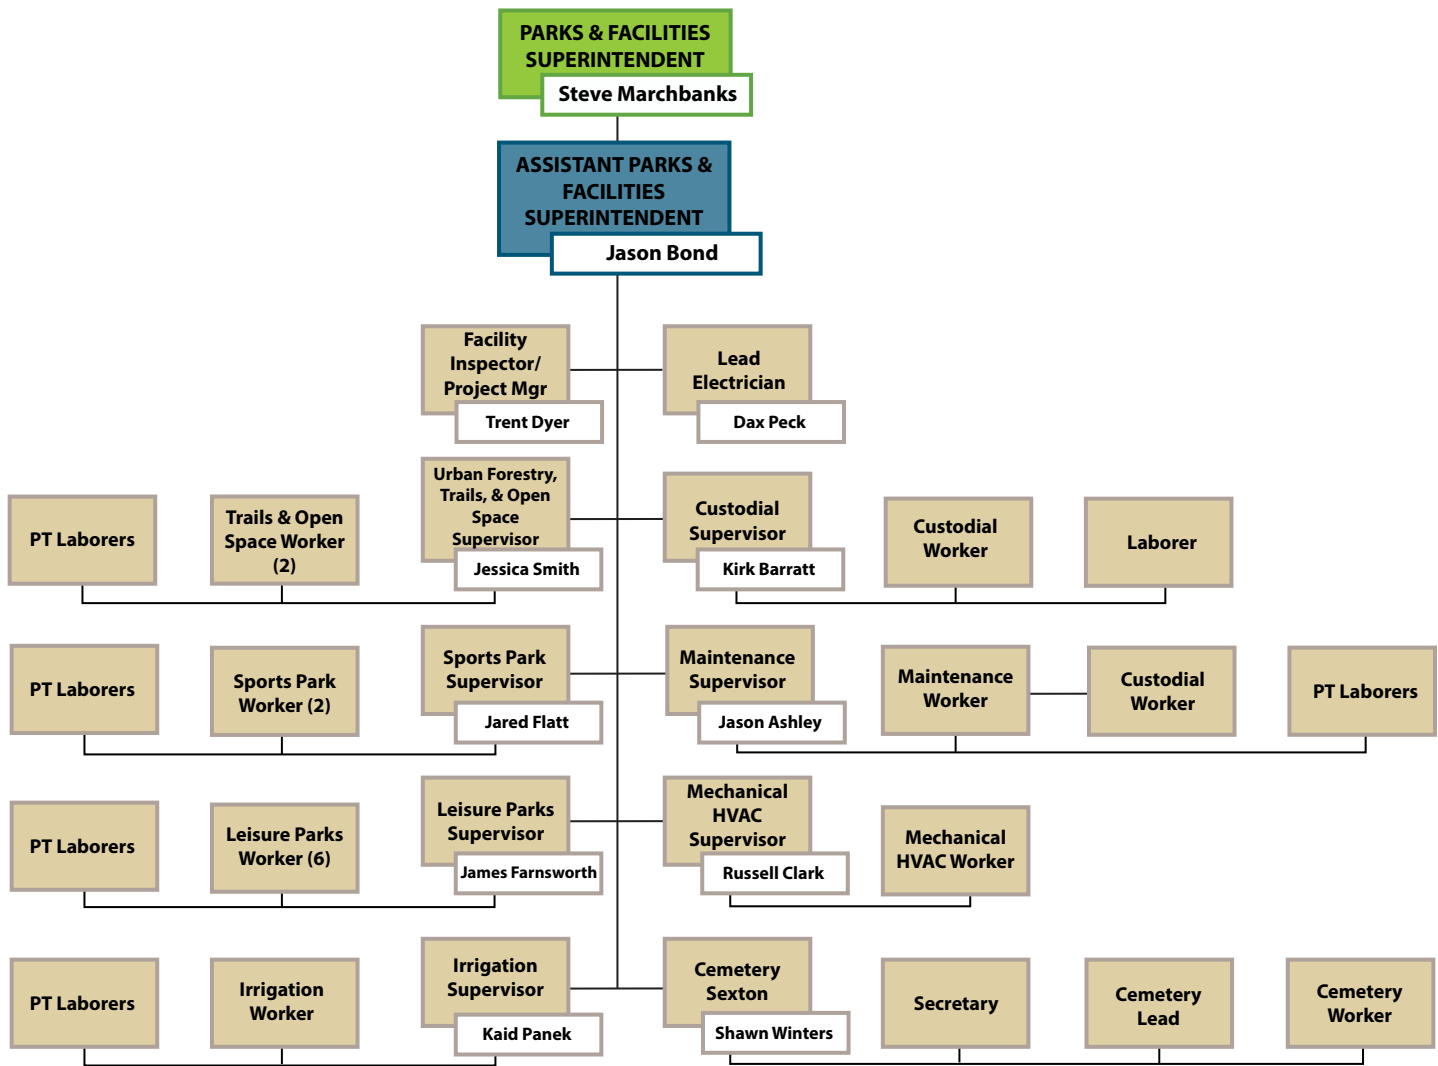 PARKS & FACILITIES
SUPERINTENDENT
Steve Marchbanks
ASSISTANT PARKS &
FACILITIES
SUPERINTENDENT
Jason Bond
Facility
Inspector/
Project Mgr
Trent Dyer
Lead
Electrician
Dax Peck
PT Laborers
Trails & Open
Space Worker
(2)
Urban Forestry,
Trails, & Open
Space
Supervisor
Jessica Smith
Custodial
Supervisor
Kirk Barratt
Custodial
Worker
Laborer
PT Laborers
Sports Park
Worker (2)
Sports Park
Supervisor
Jared Flatt
Maintenance
Supervisor
Jason Ashley
Maintenance
Worker
Custodial
Worker
PT Laborers
PT Laborers
Leisure Parks
Worker (6)
Leisure Parks
Supervisor
James Farnsworth
Mechanical
HVAC
Supervisor
Russell Clark
Mechanical
HVAC Worker
PT Laborers
Irrigation
Worker
Irrigation
Supervisor
Kaid Panek
Cemetery
Sexton
Shawn Winters
Secretary
Cemetery
Lead
Cemetery
Worker